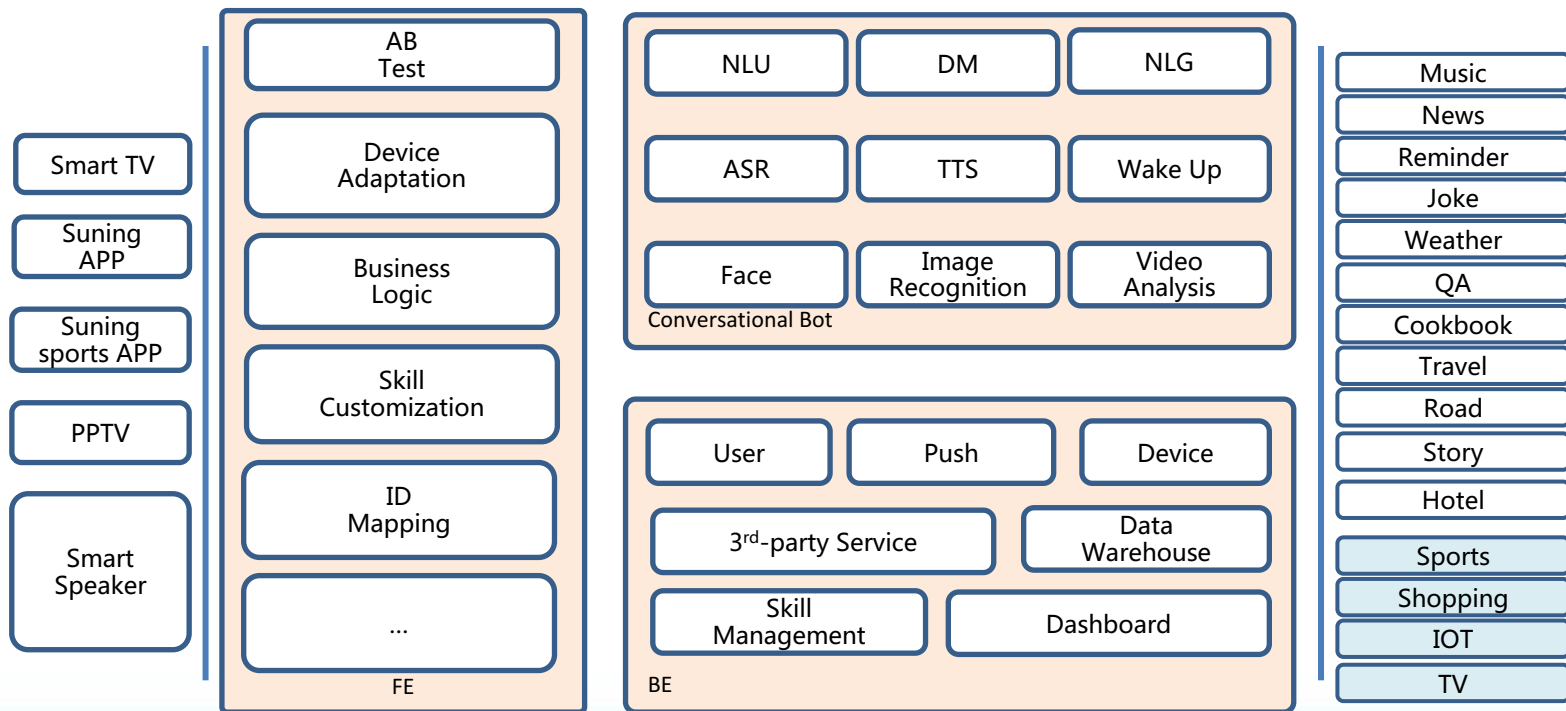 Smart TV
Suning
APP
Suning
sports APP
PPTV
Smart
Speaker
AB
Test
Device
Adaptation
Business
Logic
Skill
Customization
ID
Mapping
...
FE
NLU
DM
NLG
ASR
TTS
Wake Up
Face
Image
Recognition
Video
Analysis
Conversational Bot
User
Push
Device
3rd-party Service
Data
Warehouse
Skill
Management
Dashboard
BE
Music
News
Reminder
Joke
Weather
QA
Cookbook
Travel
Road
Story
Hotel
Sports
Shopping
IOT
TV